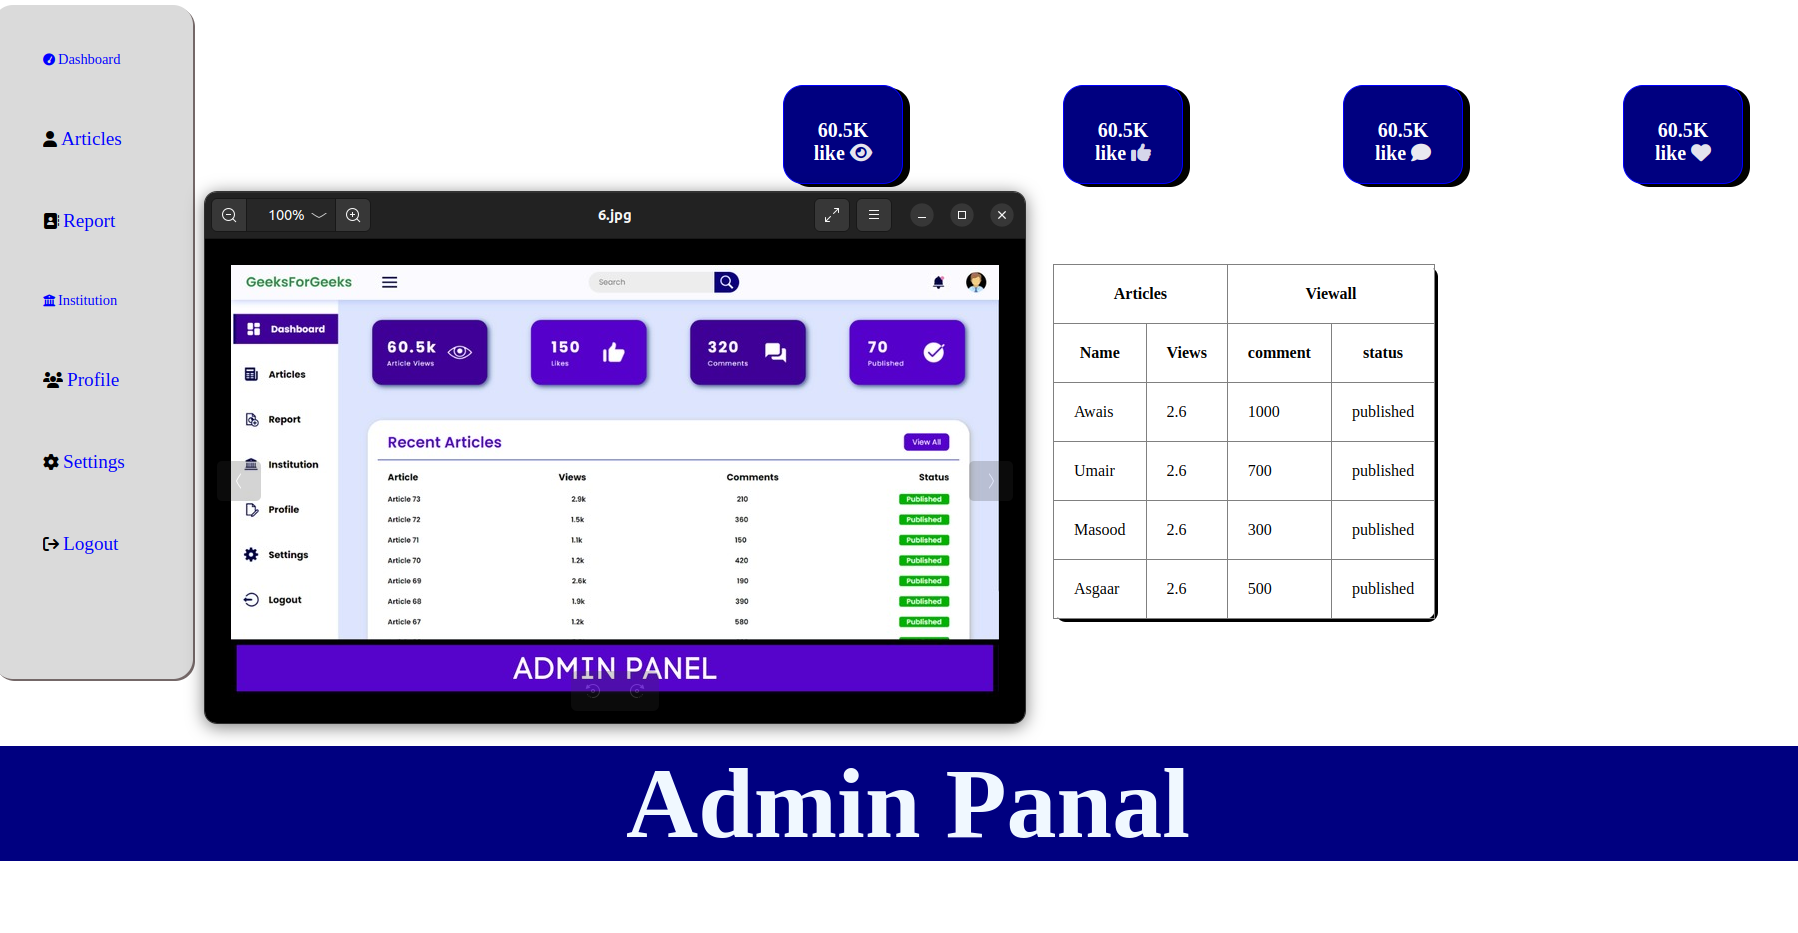 Dashboard
Articles
Report
Institution
Profile
Settings
Logout
60.5K
like
60.5K
like
60.5K
like
60.5K
like
100%
6.jpg
GeeksForGeeks
Search
Dashboard
Articles
Report
Institution
Profile
Settings
Logout
60.5k
Article Views
150
Likes
320
Comments
70
Published
Recent Articles
View All
Article Views Comments Status
Article 73 2.9k 210 Published
Article 72 1.5k 360 Published
Article 71 1.1k 150 Published
Article 70 1.2k 420 Published
Article 69 2.6k 190 Published
Article 68 1.9k 390 Published
Article 67 1.2k 580 Published
ADMIN PANEL
Articles Viewall
Name Views comment status
Awais 2.6 1000 published
Umair 2.6 700 published
Masood 2.6 300 published
Asgaar 2.6 500 published
Admin Panal